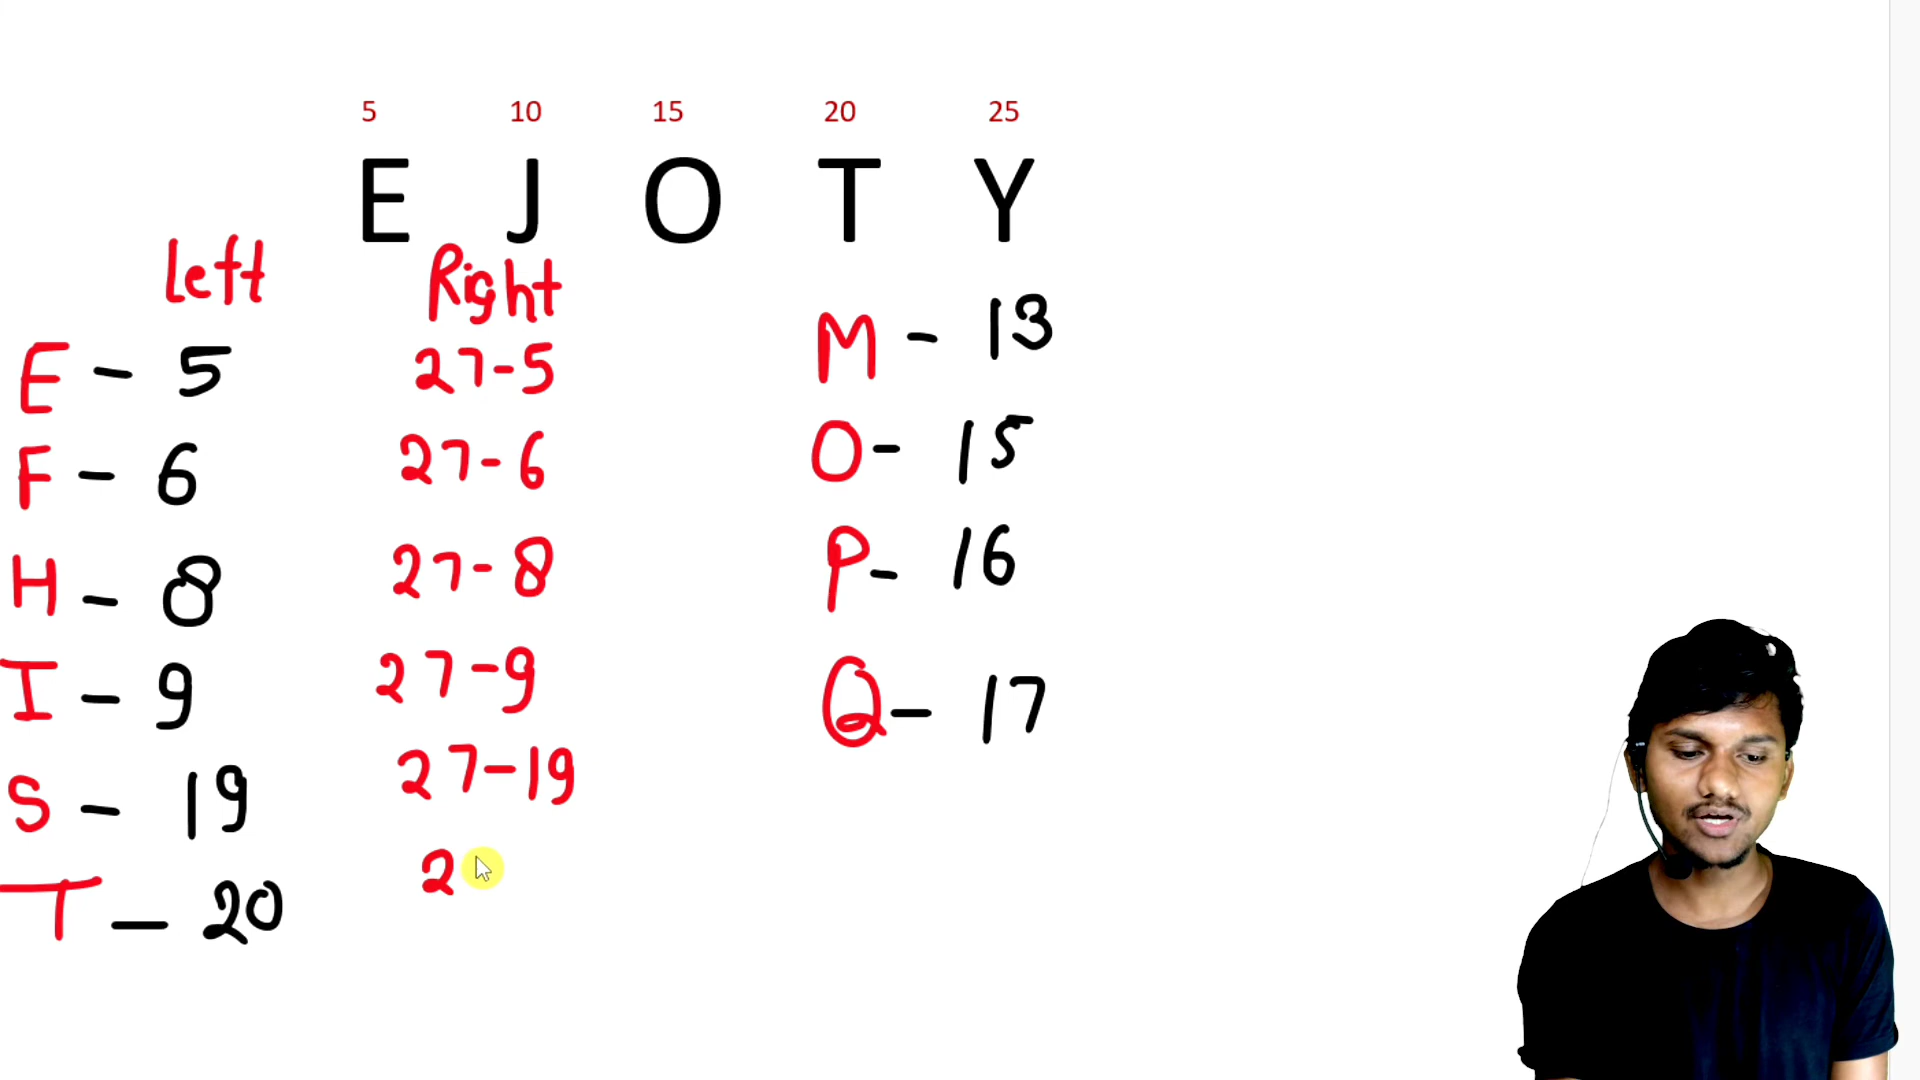 5 10 15 20 25
E J O T Y
Left Right
E - 5 27-5 M - 13
F - 6 27-6 O - 15
H - 8 27-8 P - 16
I - 9 27-9 Q - 17
S - 19 27-19
T - 20 2